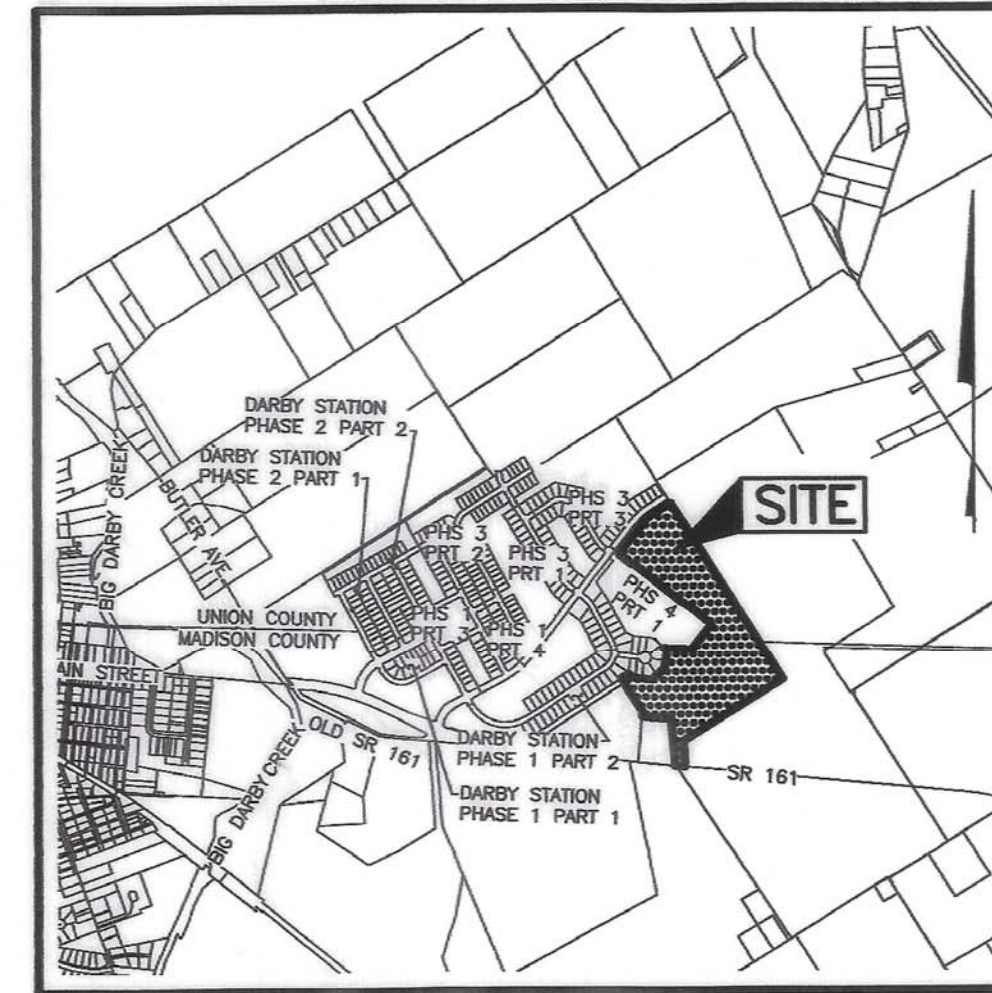 DARBY STATION
PHASE 2 PART 2
DARBY STATION
PHASE 2 PART 1
BIG DARBY CREEK
BUTLER AVE
PHS 3
PRT 3
SITE
PHS 3
PRT 2
PHS 3
PRT 1
PHS 4
PRT 1
UNION COUNTY
MADISON COUNTY
PHS 1
PRT 3
PHS 1
PRT 4
AIN STREET
OLD SR 161
DARBY STATION
PHASE 1 PART 2
SR 161
DARBY STATION
PHASE 1 PART 1
BIG DARBY CREEK